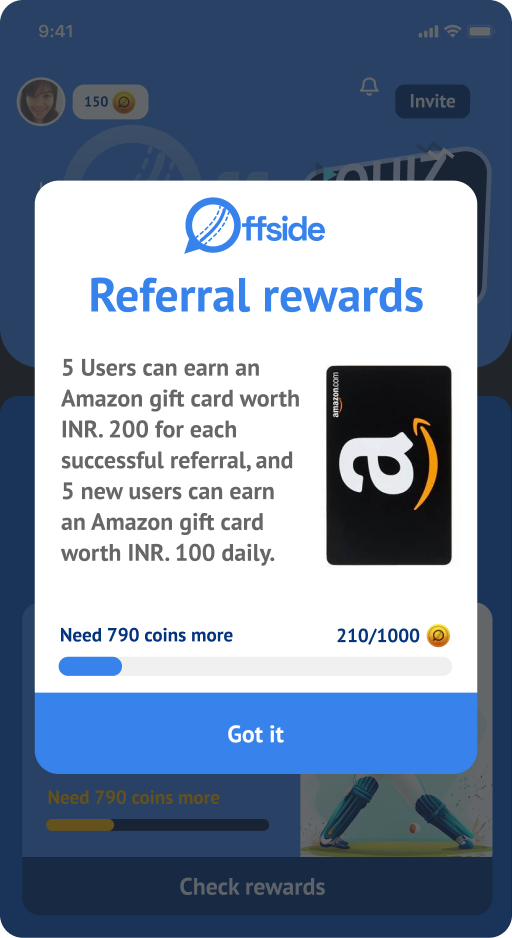 9:41
150
Invite
QUIZ
Offside
Referral rewards
5 Users can earn an
Amazon gift card worth
INR. 200 for each
successful referral, and
5 new users can earn
an Amazon gift card
worth INR. 100 daily.
amazon.com
a
Need 790 coins more
210/1000
Got it
Need 790 coins more
Check rewards